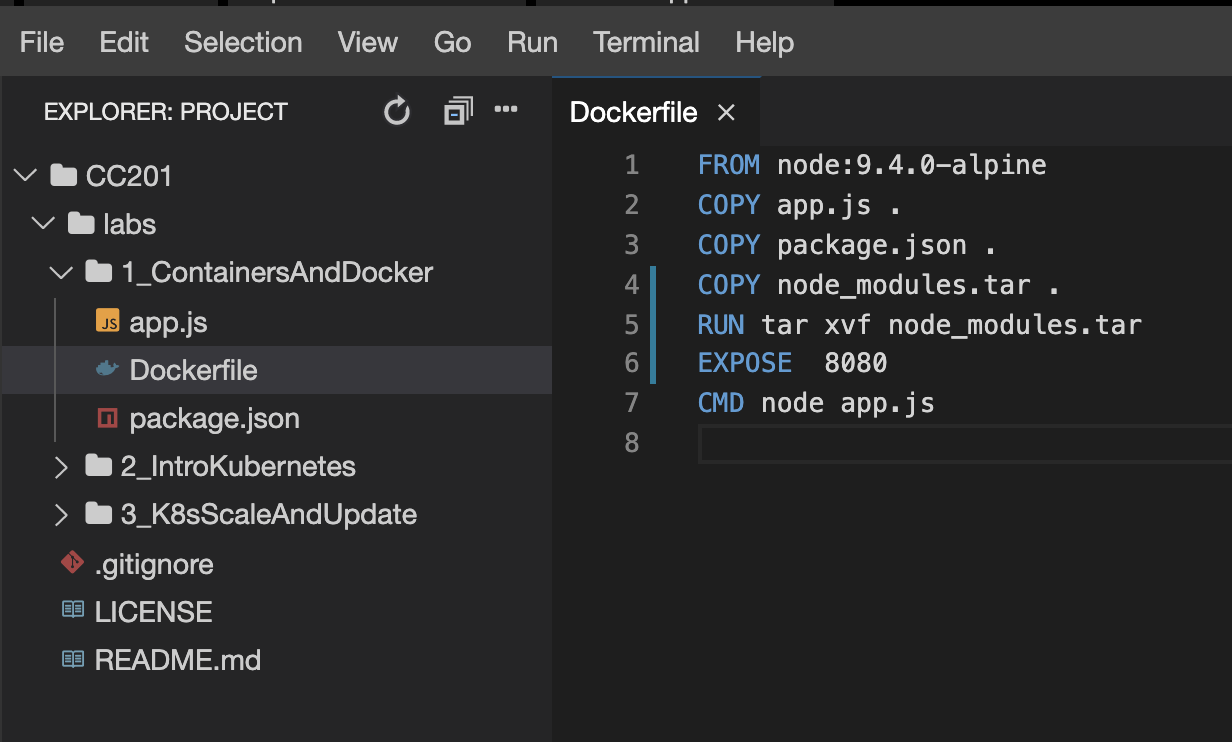 File Edit Selection View Go Run Terminal Help
EXPLORER: PROJECT
CC201
labs
1_ContainersAndDocker
JS app.js
Dockerfile
package.json
2_IntroKubernetes
3_K8sScaleAndUpdate
.gitignore
LICENSE
README.md
Dockerfile
1 FROM node:9.4.0-alpine
2 COPY app.js .
3 COPY package.json .
4 COPY node_modules.tar .
5 RUN tar xvf node_modules.tar
6 EXPOSE  8080
7 CMD node app.js
8